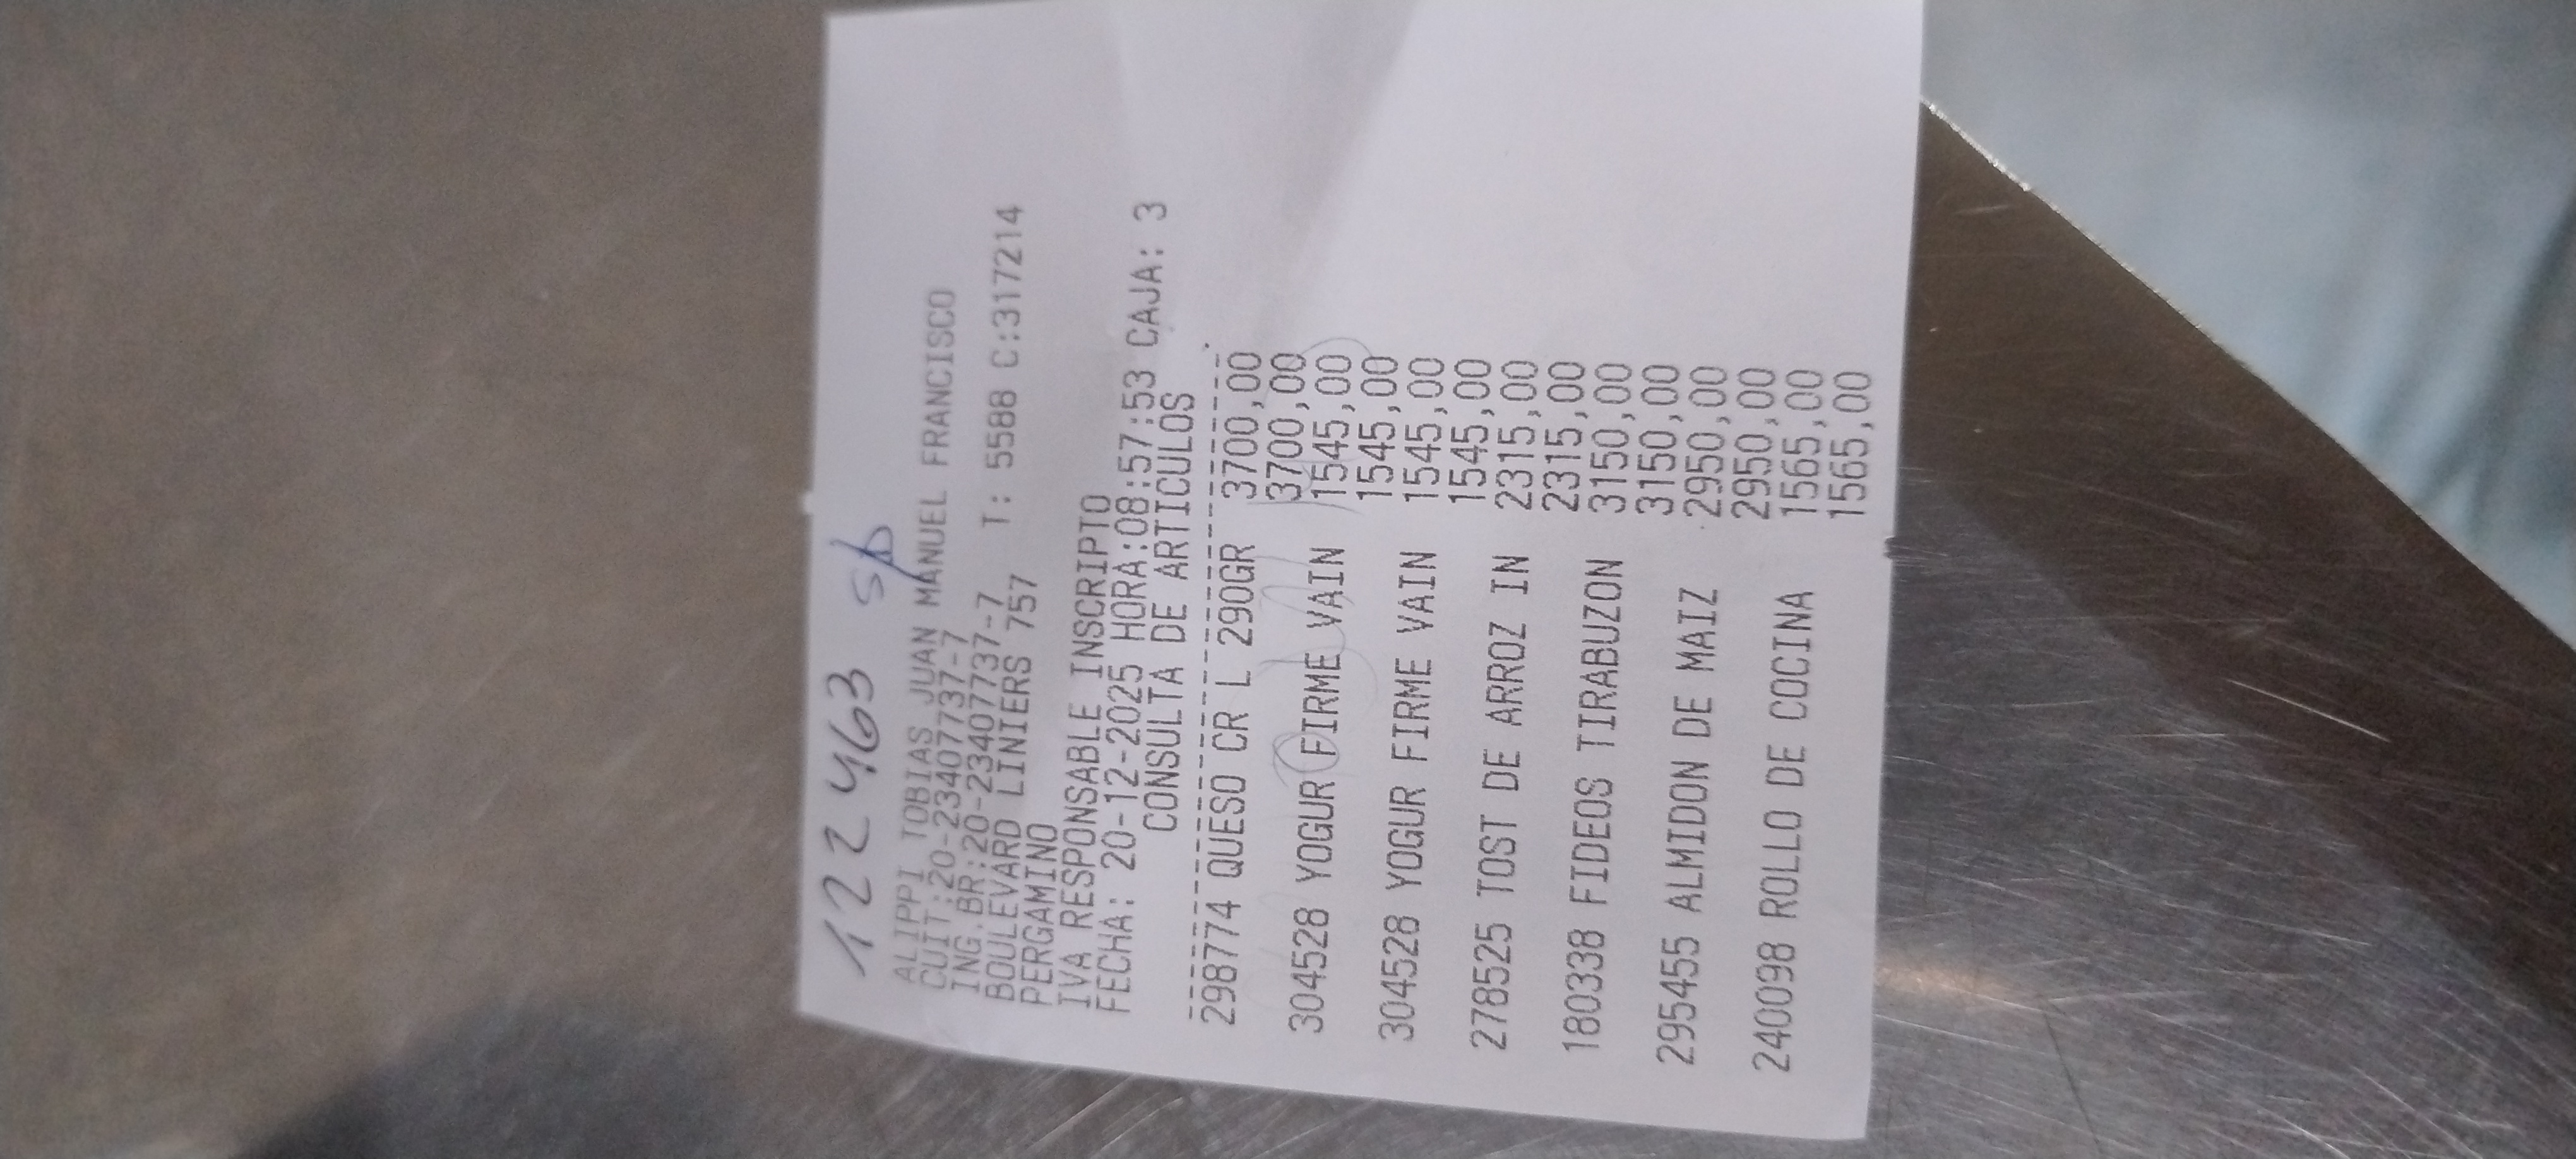 122463 sp
ALIPPI TOBIAS JUAN MANUEL FRANCISCO
CUIT:20-23407737-7
ING.BR:20-23407737-7 T: 5588 C:317214
BOULEVARD LINIERS 757
PERGAMINO
IVA RESPONSABLE INSCRIPTO
FECHA: 20-12-2025 HORA:08:57:53 CAJA: 3
CONSULTA DE ARTICULOS
298774 QUESO CR L 290GR 3700,00
3700,00
304528 YOGUR FIRME VAIN 1545,00
1545,00
304528 YOGUR FIRME VAIN 1545,00
1545,00
278525 TOST DE ARROZ IN 2315,00
2315,00
180338 FIDEOS TIRABUZON 3150,00
3150,00
295455 ALMIDON DE MAIZ 2950,00
2950,00
240098 ROLLO DE COCINA 1565,00
1565,00